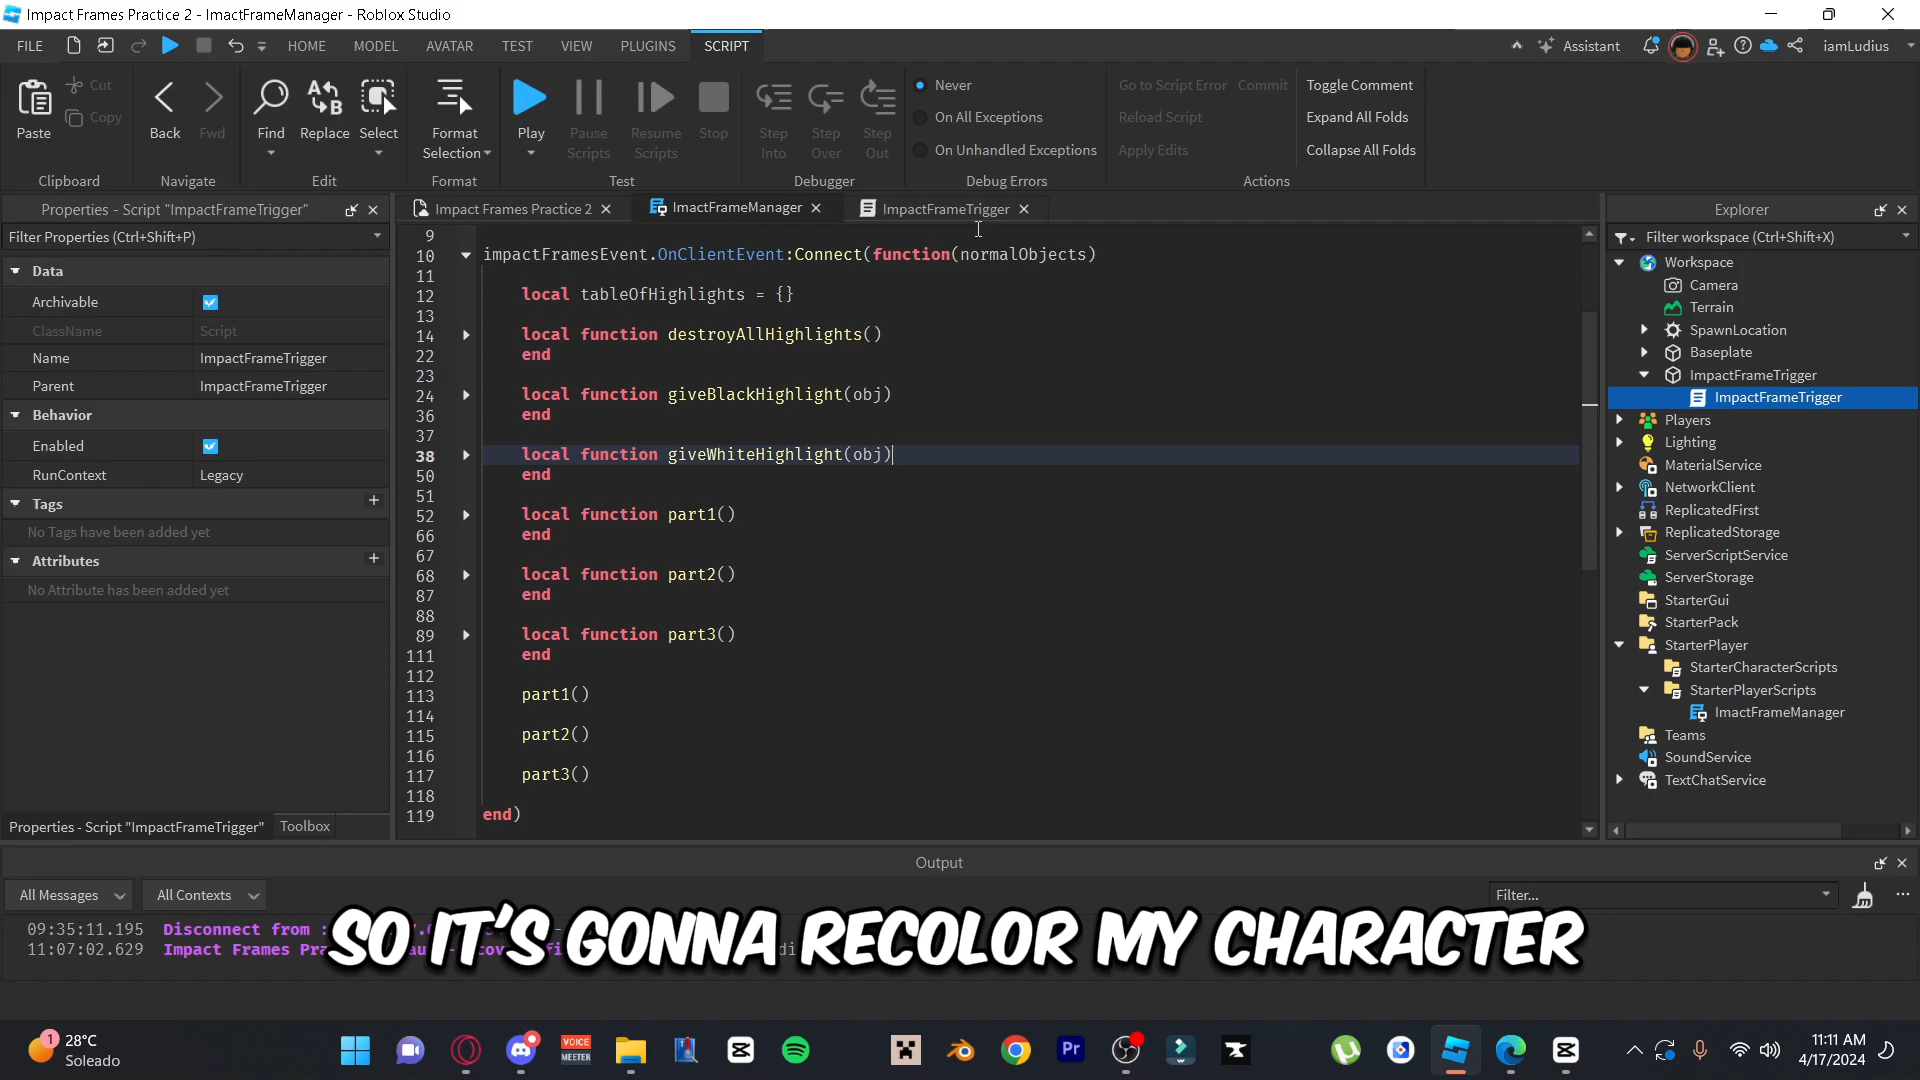 Impact Frames Practice 2 - ImactFrameManager - Roblox Studio
FILE HOME MODEL AVATAR TEST VIEW PLUGINS SCRIPT Assistant iamLudius
Paste Cut Copy Back Fwd Find Replace Select Format Selection Play Pause Scripts Resume Scripts Stop Step Into Step Over Step Out
Never
On All Exceptions
On Unhandled Exceptions
Go to Script Error Commit
Reload Script
Apply Edits
Toggle Comment
Expand All Folds
Collapse All Folds
Clipboard Navigate Edit Format Test Debugger Debug Errors Actions
Properties - Script "ImpactFrameTrigger"
Filter Properties (Ctrl+Shift+P)
Data
Archivable
ClassName Script
Name ImpactFrameTrigger
Parent ImpactFrameTrigger
Behavior
Enabled
RunContext Legacy
Tags +
No Tags have been added yet
Attributes +
No Attribute has been added yet
Properties - Script "ImpactFrameTrigger" Toolbox
Impact Frames Practice 2 ImactFrameManager ImpactFrameTrigger
9
10 impactFramesEvent.OnClientEvent:Connect(function(normalObjects)
11
12 local tableOfHighlights = {}
13
14 local function destroyAllHighlights()
22 end
23
24 local function giveBlackHighlight(obj)
36 end
37
38 local function giveWhiteHighlight(obj)
50 end
51
52 local function part1()
66 end
67
68 local function part2()
87 end
88
89 local function part3()
111 end
112
113 part1()
114
115 part2()
116
117 part3()
118
119 end)
Explorer
Filter workspace (Ctrl+Shift+X)
Workspace
Camera
Terrain
SpawnLocation
Baseplate
ImpactFrameTrigger
ImpactFrameTrigger
Players
Lighting
MaterialService
NetworkClient
ReplicatedFirst
ReplicatedStorage
ServerScriptService
ServerStorage
StarterGui
StarterPack
StarterPlayer
StarterCharacterScripts
StarterPlayerScripts
ImactFrameManager
Teams
SoundService
TextChatService
Output
All Messages All Contexts Filter...
09:35:11.195 Disconnect from
11:07:02.629 Impact Frames
SO IT'S GONNA RECOLOR MY CHARACTER
1 28°C
Soleado
VOICE MEETER
Pr
11:11 AM
4/17/2024